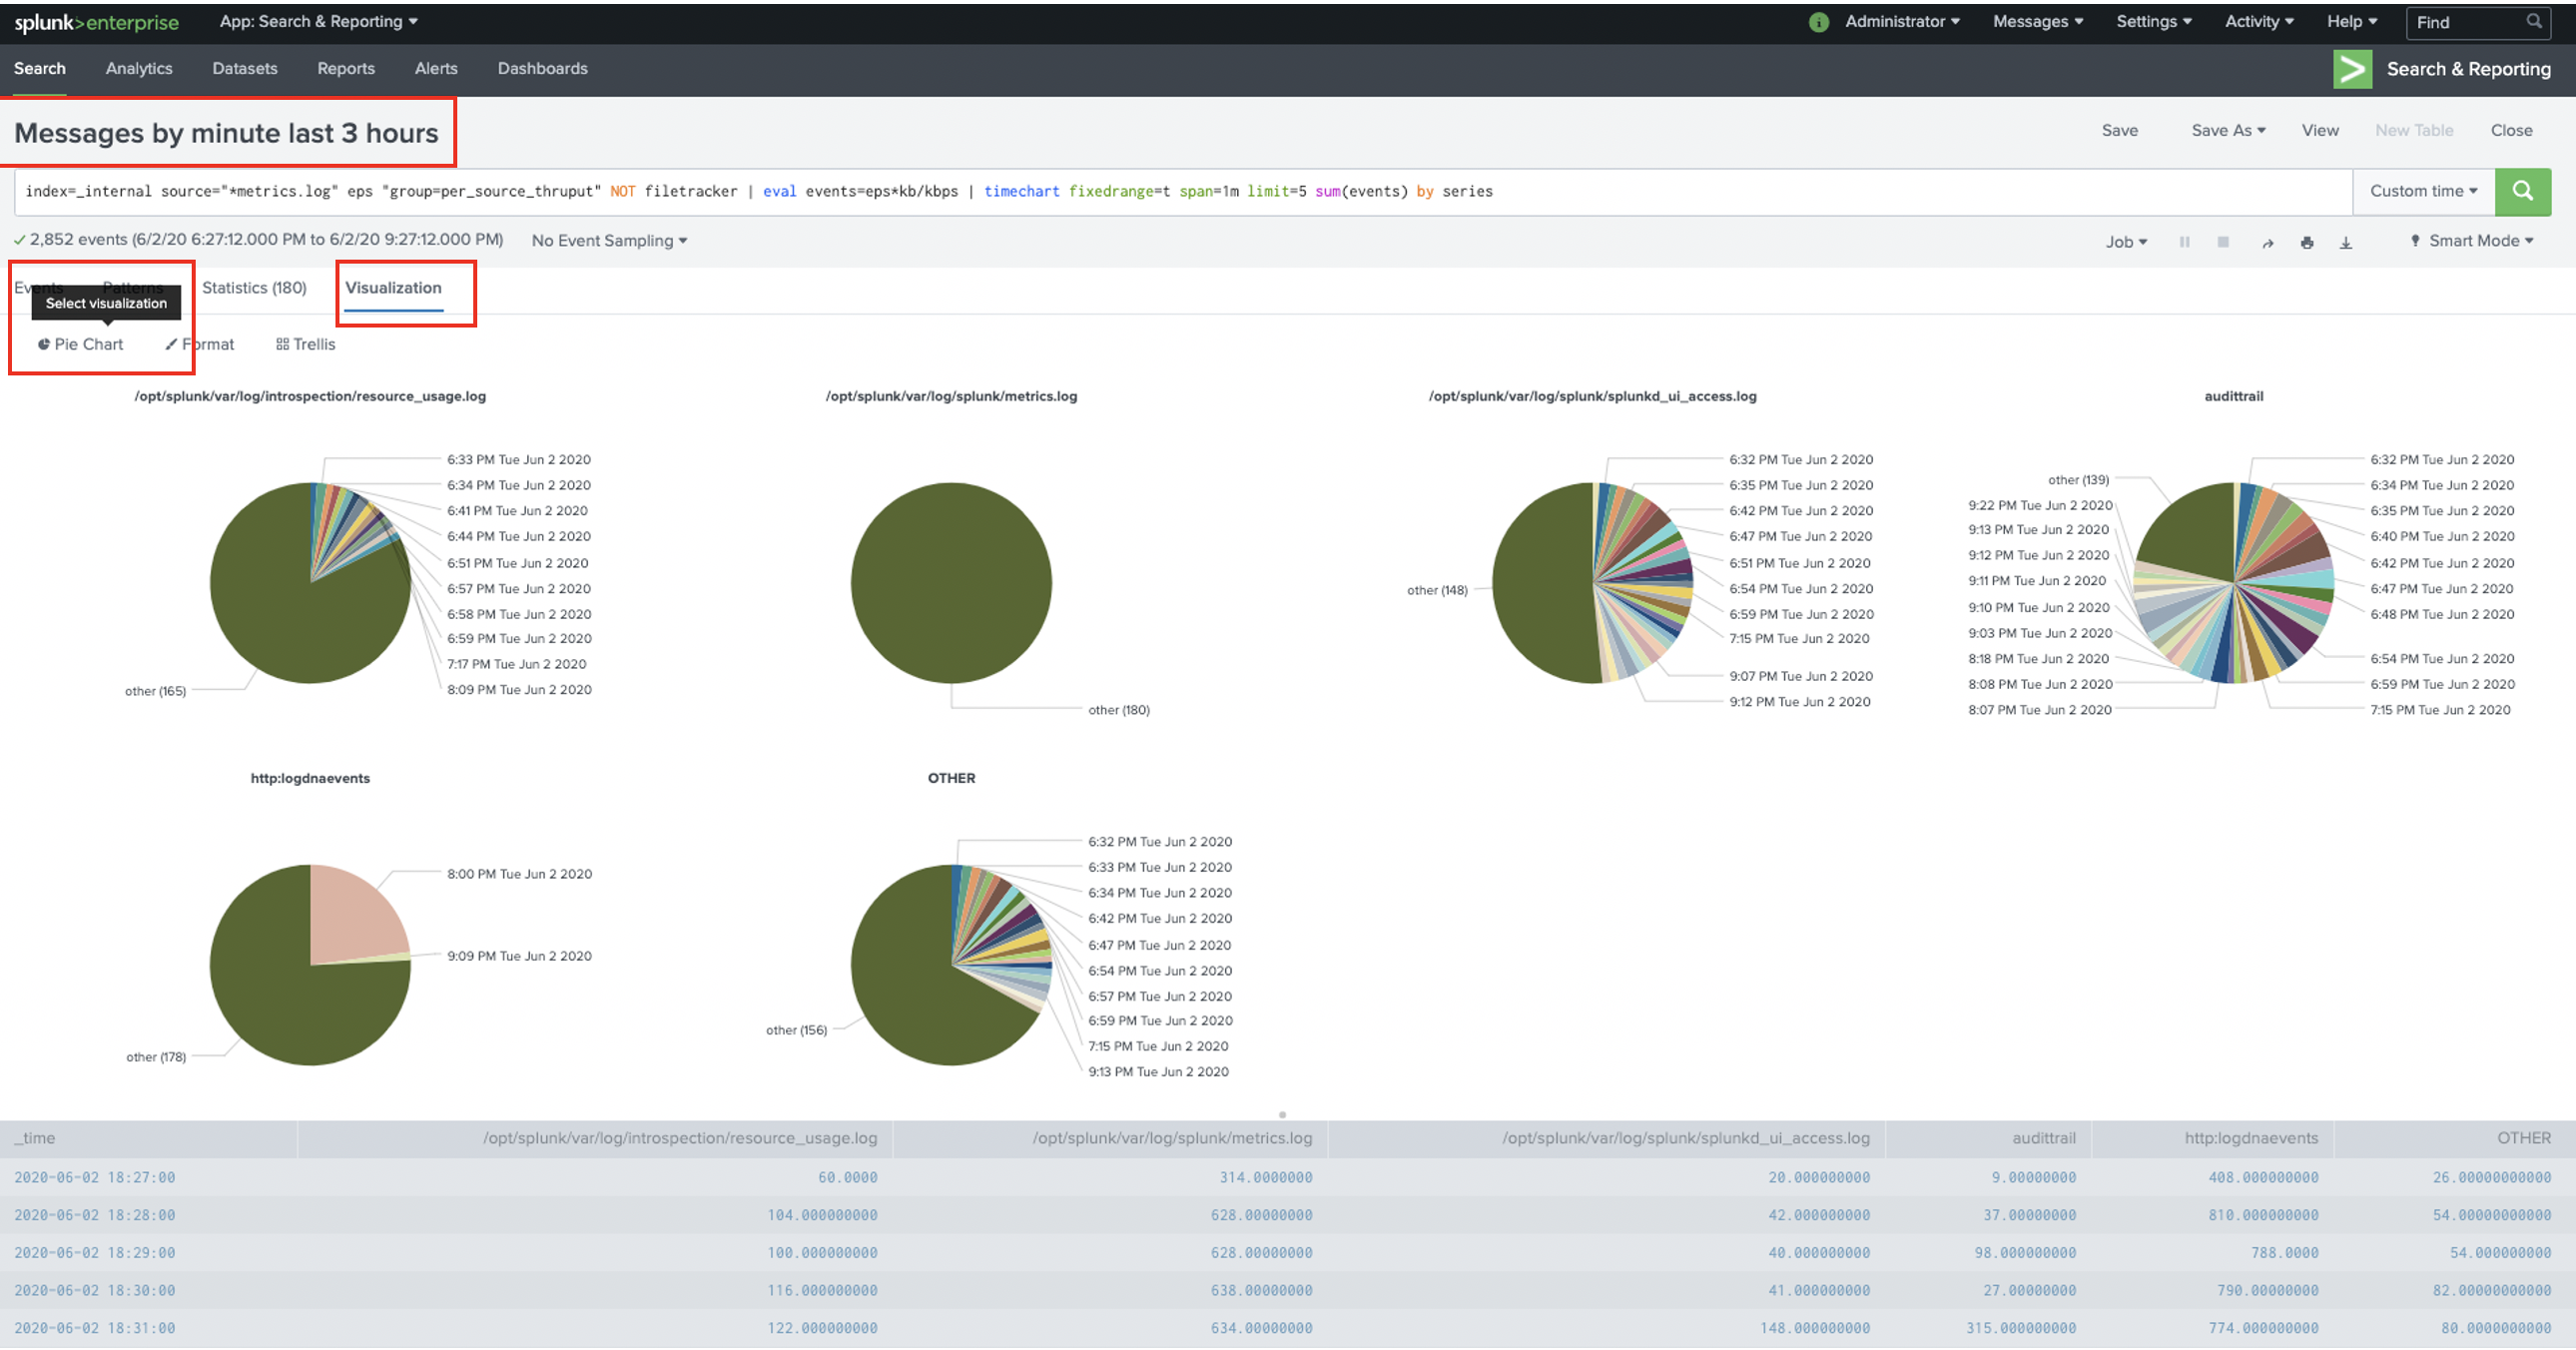 splunk>enterprise App: Search & Reporting
i Administrator Messages Settings Activity Help Find
Search Analytics Datasets Reports Alerts Dashboards
Search & Reporting
Messages by minute last 3 hours
Save Save As View New Table Close
index=_internal source="*metrics.log" eps "group=per_source_thruput" NOT filetracker | eval events=eps*kb/kbps | timechart fixedrange=t span=1m limit=5 sum(events) by series
Custom time
2,852 events (6/2/20 6:27:12.000 PM to 6/2/20 9:27:12.000 PM) No Event Sampling
Job Smart Mode
Events Patterns Statistics (180) Visualization
Select visualization
Pie Chart Format Trellis
/opt/splunk/var/log/introspection/resource_usage.log
6:33 PM Tue Jun 2 2020
6:34 PM Tue Jun 2 2020
6:41 PM Tue Jun 2 2020
6:44 PM Tue Jun 2 2020
6:51 PM Tue Jun 2 2020
6:57 PM Tue Jun 2 2020
6:58 PM Tue Jun 2 2020
6:59 PM Tue Jun 2 2020
7:17 PM Tue Jun 2 2020
8:09 PM Tue Jun 2 2020
other (165)
/opt/splunk/var/log/splunk/metrics.log
other (180)
/opt/splunk/var/log/splunk/splunkd_ui_access.log
6:32 PM Tue Jun 2 2020
6:35 PM Tue Jun 2 2020
6:42 PM Tue Jun 2 2020
6:47 PM Tue Jun 2 2020
6:51 PM Tue Jun 2 2020
6:54 PM Tue Jun 2 2020
6:59 PM Tue Jun 2 2020
7:15 PM Tue Jun 2 2020
9:07 PM Tue Jun 2 2020
9:12 PM Tue Jun 2 2020
other (148)
audittrail
other (139)
9:22 PM Tue Jun 2 2020
9:13 PM Tue Jun 2 2020
9:12 PM Tue Jun 2 2020
9:11 PM Tue Jun 2 2020
9:10 PM Tue Jun 2 2020
9:03 PM Tue Jun 2 2020
8:18 PM Tue Jun 2 2020
8:08 PM Tue Jun 2 2020
8:07 PM Tue Jun 2 2020
6:32 PM Tue Jun 2 2020
6:34 PM Tue Jun 2 2020
6:35 PM Tue Jun 2 2020
6:40 PM Tue Jun 2 2020
6:42 PM Tue Jun 2 2020
6:47 PM Tue Jun 2 2020
6:48 PM Tue Jun 2 2020
6:54 PM Tue Jun 2 2020
6:59 PM Tue Jun 2 2020
7:15 PM Tue Jun 2 2020
http:logdnaevents
8:00 PM Tue Jun 2 2020
9:09 PM Tue Jun 2 2020
other (178)
OTHER
6:32 PM Tue Jun 2 2020
6:33 PM Tue Jun 2 2020
6:34 PM Tue Jun 2 2020
6:42 PM Tue Jun 2 2020
6:47 PM Tue Jun 2 2020
6:54 PM Tue Jun 2 2020
6:57 PM Tue Jun 2 2020
6:59 PM Tue Jun 2 2020
7:15 PM Tue Jun 2 2020
9:13 PM Tue Jun 2 2020
other (156)
_time /opt/splunk/var/log/introspection/resource_usage.log /opt/splunk/var/log/splunk/metrics.log /opt/splunk/var/log/splunk/splunkd_ui_access.log audittrail http:logdnaevents OTHER
2020-06-02 18:27:00 60.0000 314.0000000 20.000000000 9.00000000 408.000000000 26.00000000000
2020-06-02 18:28:00 104.000000000 628.00000000 42.000000000 37.00000000 810.000000000 54.00000000000
2020-06-02 18:29:00 100.000000000 628.00000000 40.000000000 98.000000000 788.0000 54.000000000
2020-06-02 18:30:00 116.000000000 638.00000000 41.000000000 27.00000000 790.00000000 82.00000000000
2020-06-02 18:31:00 122.000000000 634.00000000 148.000000000 315.000000000 774.000000000 80.0000000000